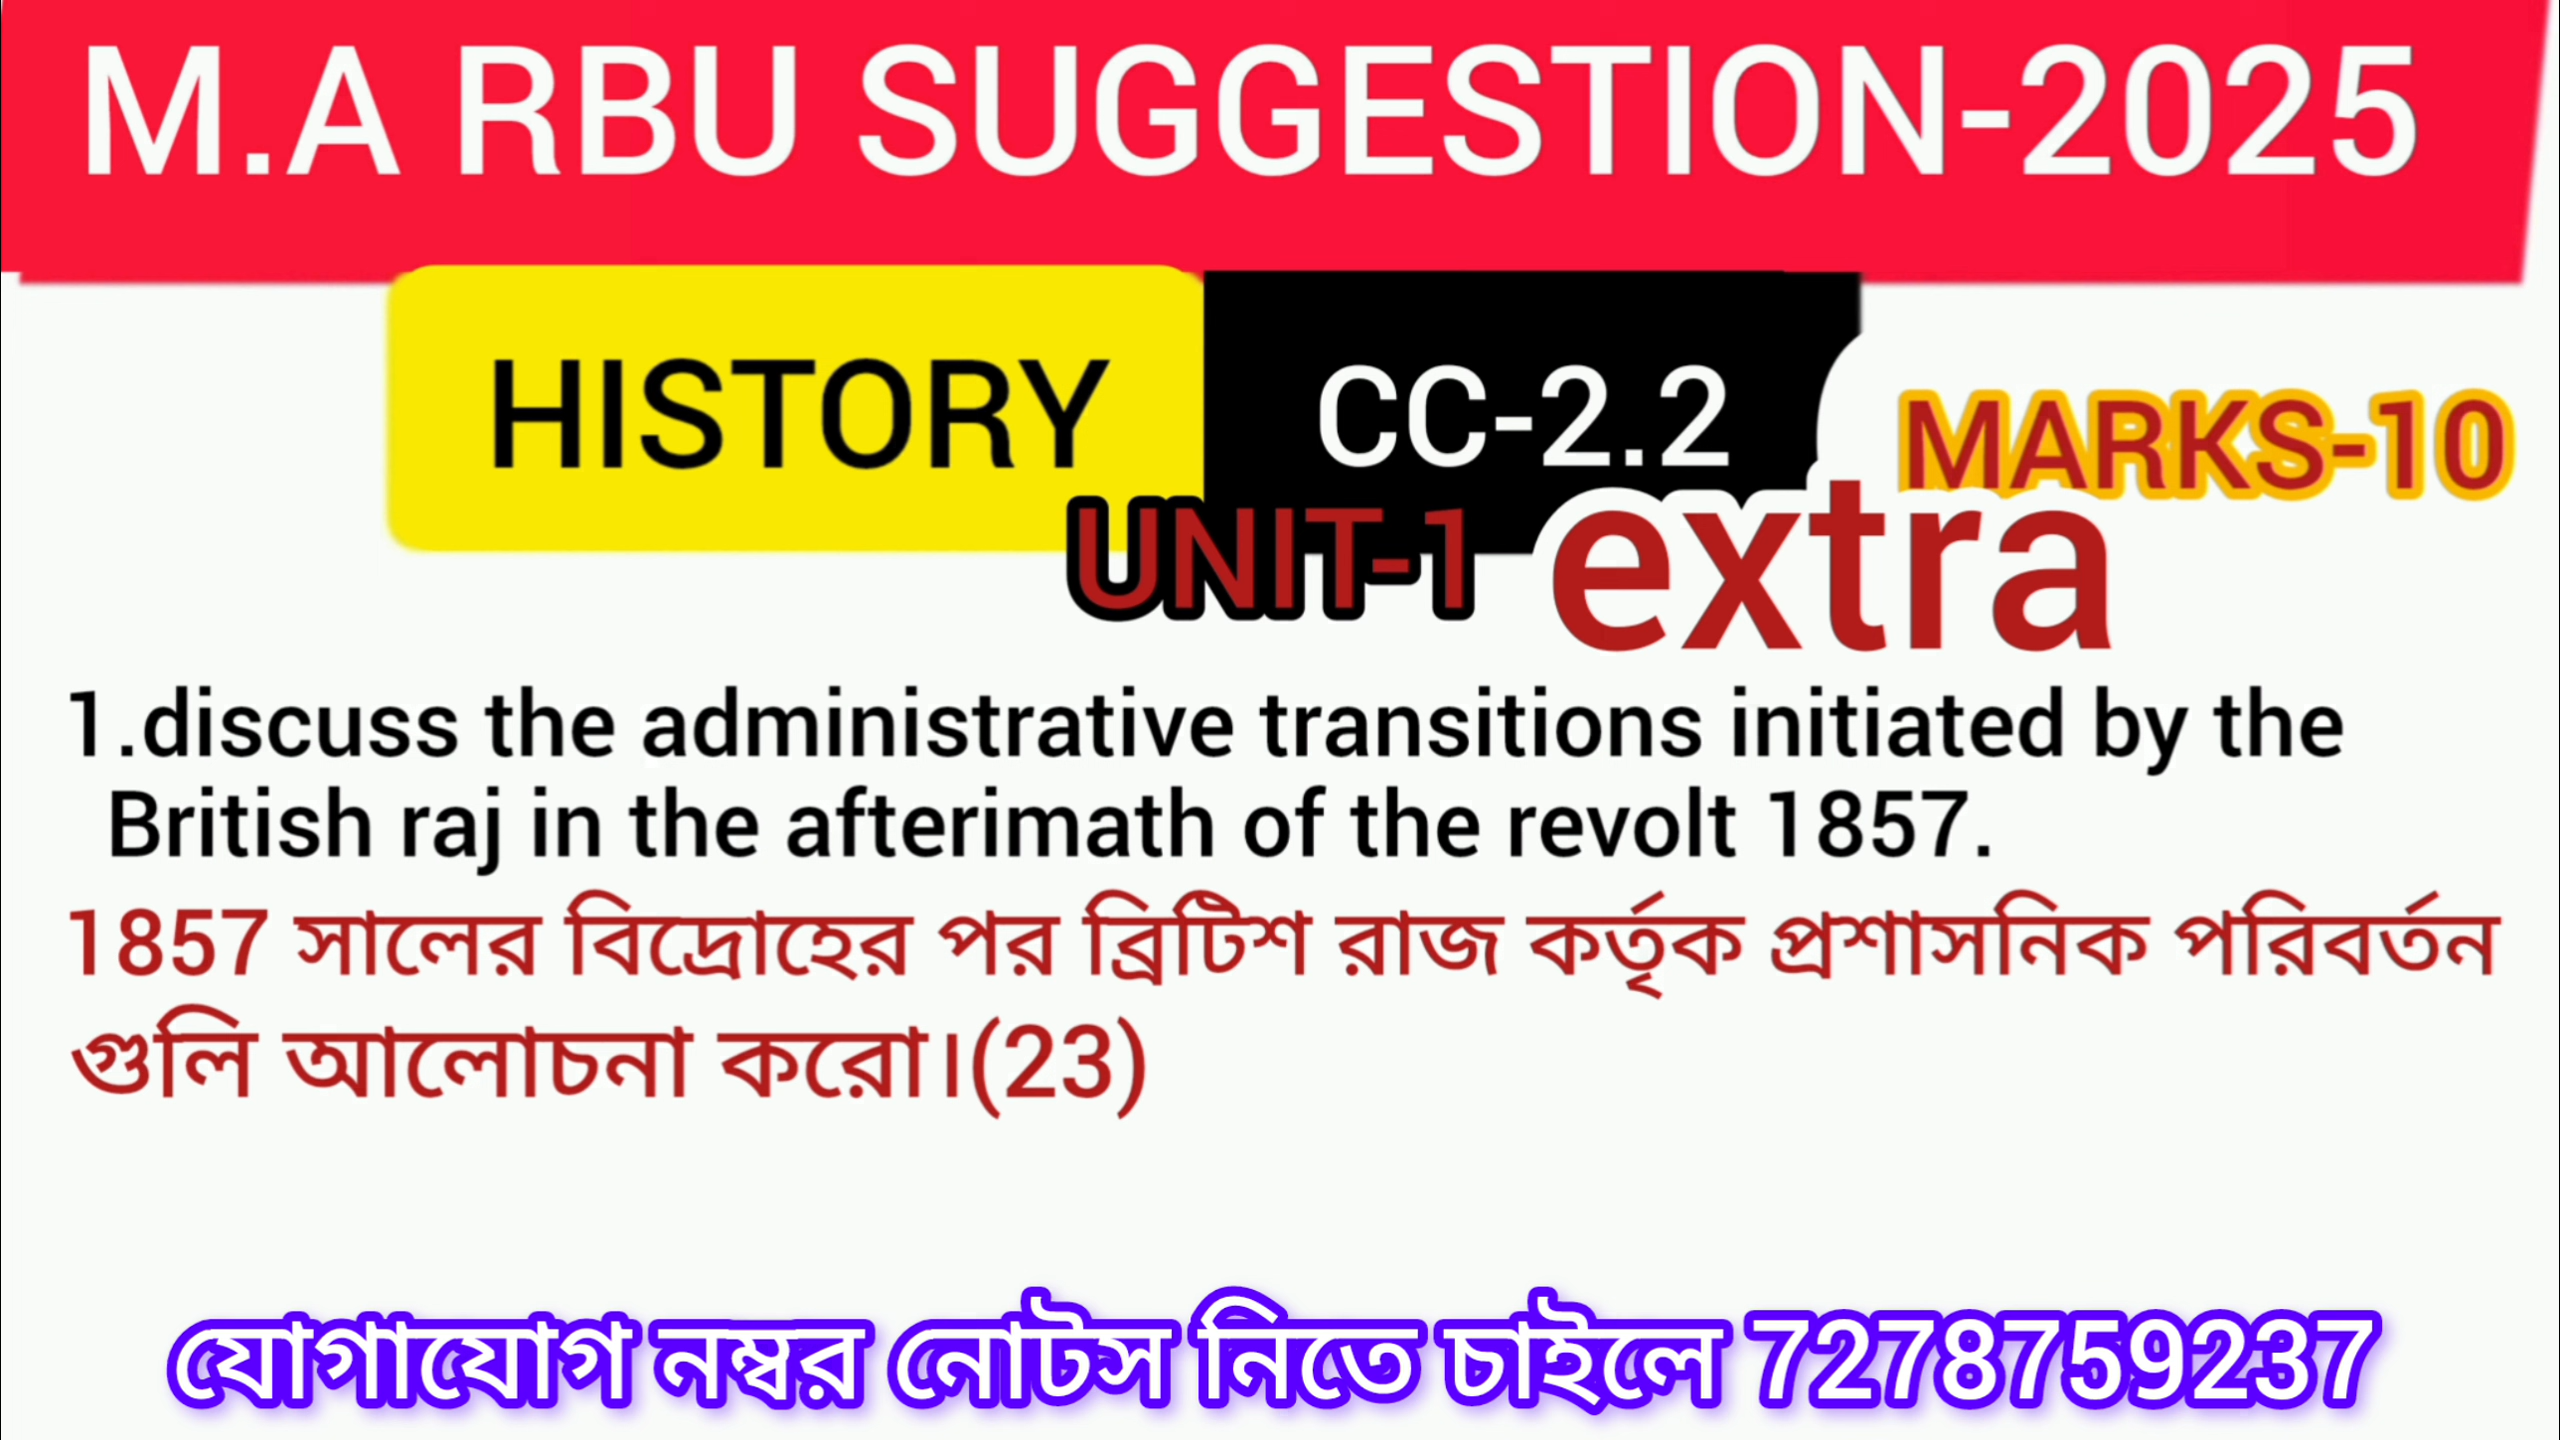 M.A RBU SUGGESTION-2025
HISTORY
CC-2.2
MARKS-10
UNIT-1
extra
1.discuss the administrative transitions initiated by the
British raj in the afterimath of the revolt 1857.
1857 সালের বিদ্রোহের পর ব্রিটিশ রাজ কর্তৃক প্রশাসনিক পরিবর্তন
গুলি আলোচনা করো।(23)
যোগাযোগ নম্বর নোটস নিতে চাইলে 7278759237